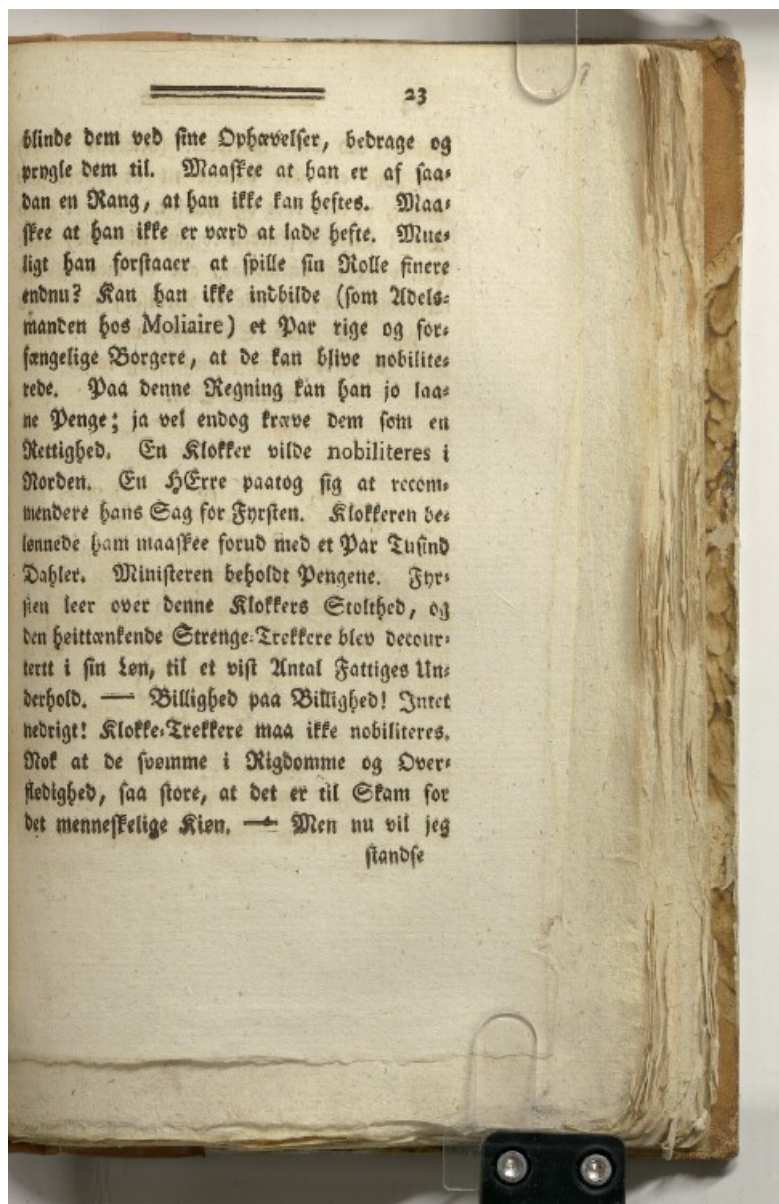 23
blinde dem ved sine Ophævelser, bedrage og
prygle dem til. Maaskee at han er af saa-
dan en Rang, at han ikke kan heftes. Maa-
skee at han ikke er værd at lade hefte. Mue-
ligt han forstaaer at spille sin Rolle finere
endnu? Kan han ikke indbilde (som Adels-
manden hos Moliaire) et Par rige og for-
fængelige Borgere, at de kan blive nobilite-
rede. Paa denne Regning kan han jo laa-
ne Penge; ja vel endog kræve dem som en
Rettighed. En Klokker vilde nobiliteres i
Norden. En HErre paatog sig at recom-
mendere hans Sag for Fyrsten. Klokkeren be-
lønnede ham maaskee forud med et Par Tusind
Dahler. Ministeren beholdt Pengene. Fyr-
sten leer over denne Klokkers Stolthed, og
den heittænkende Strenge-Trekkere blev decour-
tertt i sin Løn, til et vist Antal Fattiges Un-
derhold. — Billighed paa Billighed! Intet
nedrigt! Klokke-Trekkere maa ikke nobiliteres.
Nok at de svømme i Rigdomme og Over-
flødighed, saa store, at det er til Skam for
det menneskelige Kiøn. — Men nu vil jeg
standse